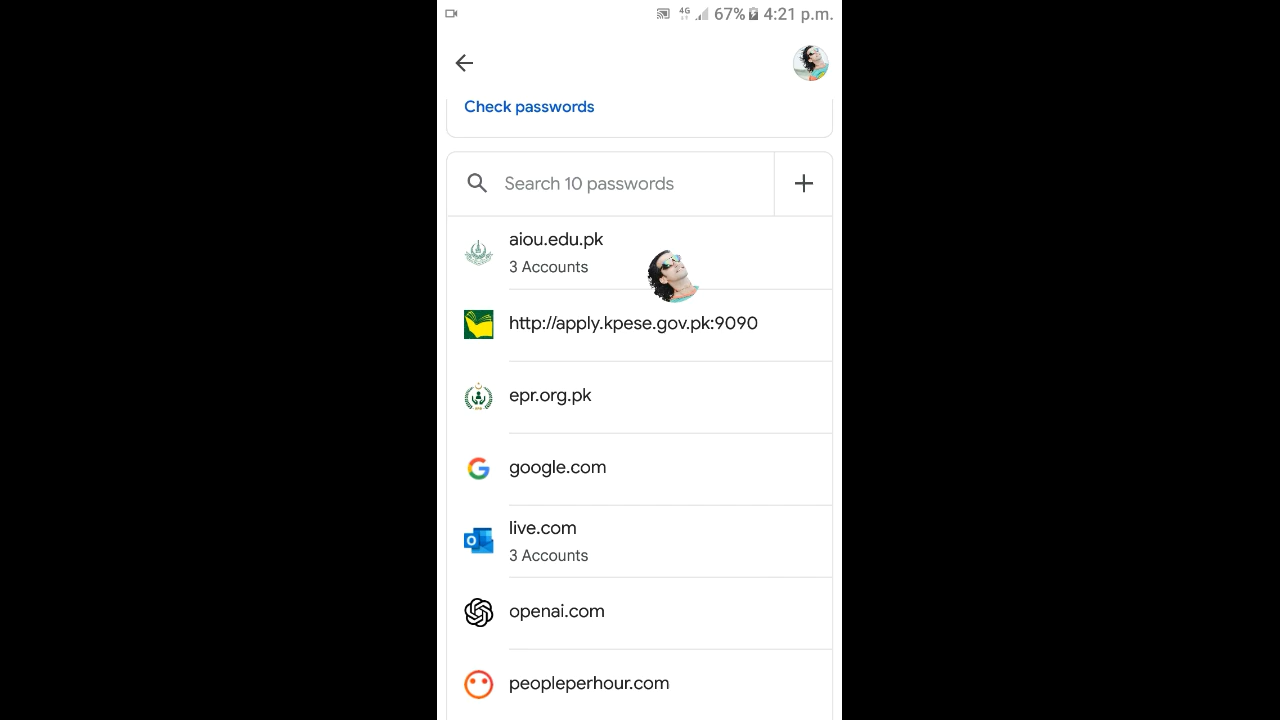 4G 67% 4:21 p.m.
Check passwords
Search 10 passwords
aiou.edu.pk
3 Accounts
http://apply.kpese.gov.pk:9090
epr.org.pk
google.com
live.com
3 Accounts
openai.com
peopleperhour.com